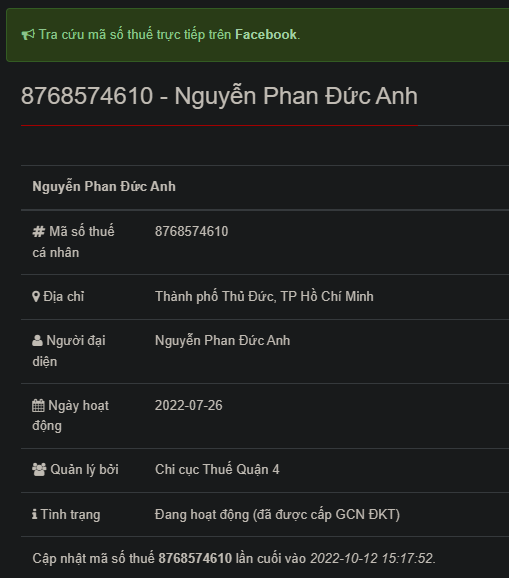 Tra cứu mã số thuế trực tiếp trên Facebook.
8768574610 - Nguyễn Phan Đức Anh
Nguyễn Phan Đức Anh
Mã số thuế
cá nhân
8768574610
Địa chỉ
Thành phố Thủ Đức, TP Hồ Chí Minh
Người đại
diện
Nguyễn Phan Đức Anh
Ngày hoạt
động
2022-07-26
Quản lý bởi
Chi cục Thuế Quận 4
Tình trạng
Đang hoạt động (đã được cấp GCN ĐKT)
Cập nhật mã số thuế 8768574610 lần cuối vào 2022-10-12 15:17:52.